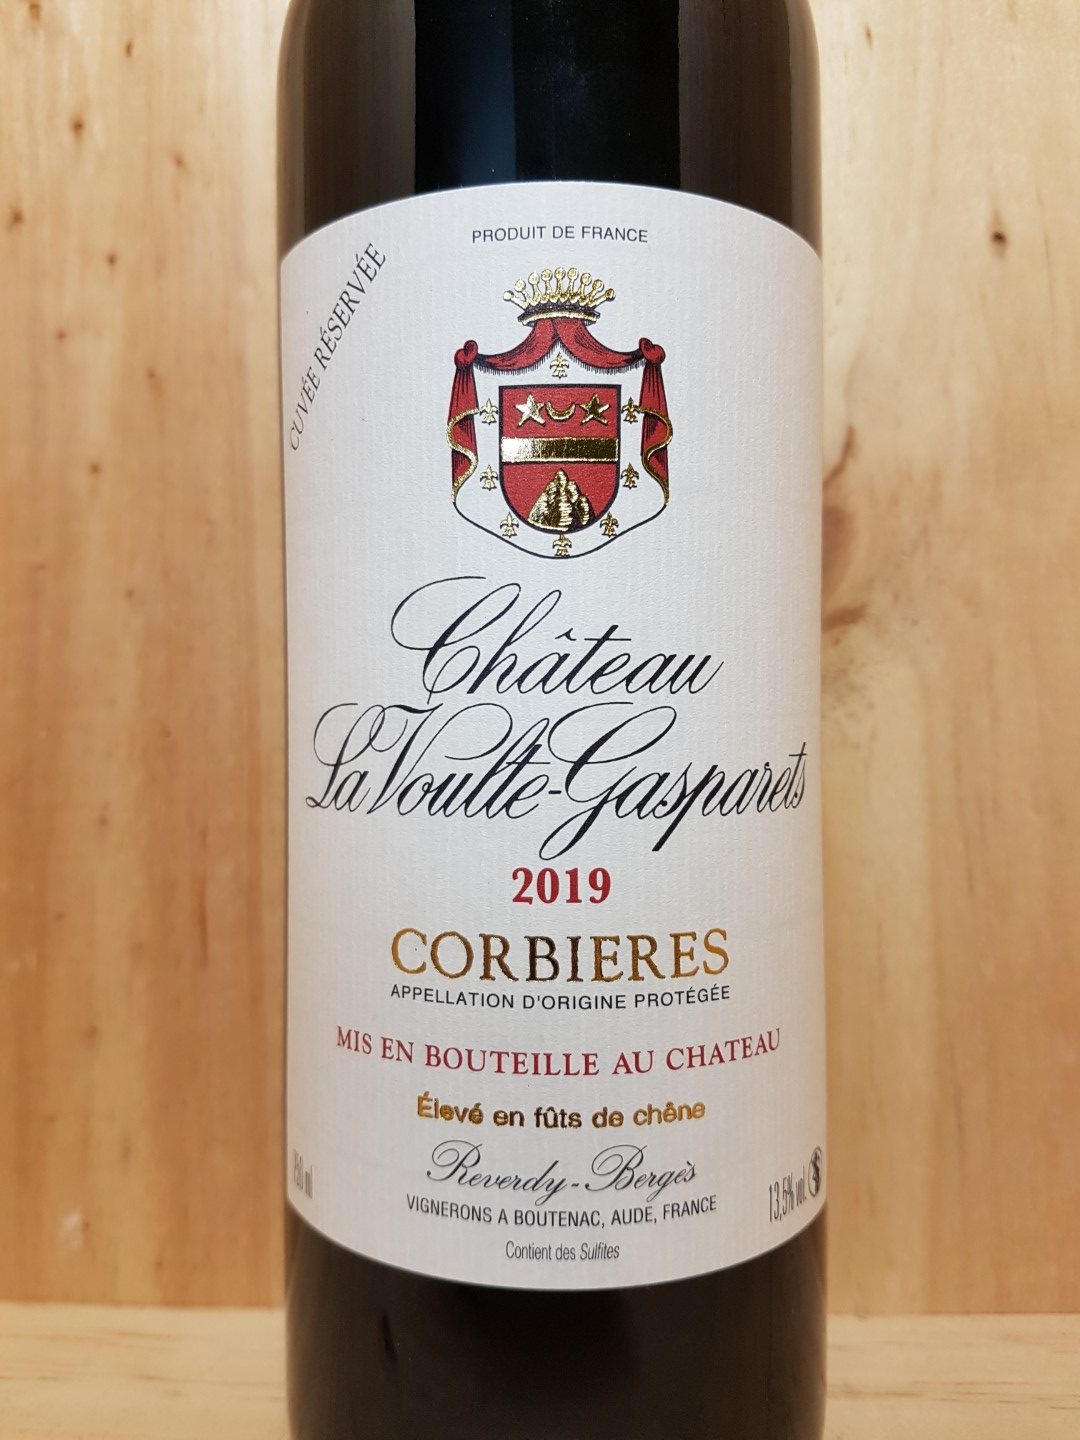 PRODUIT DE FRANCE
CUVÉE RÉSERVÉE
Château
La Voulte-Gasparets
2019
CORBIERES
APPELLATION D'ORIGINE PROTÉGÉE
MIS EN BOUTEILLE AU CHATEAU
Élevé en fûts de chêne
Reverdy-Bergès
VIGNERONS A BOUTENAC, AUDE, FRANCE
750 ml
13,5% vol.
Contient des Sulfites